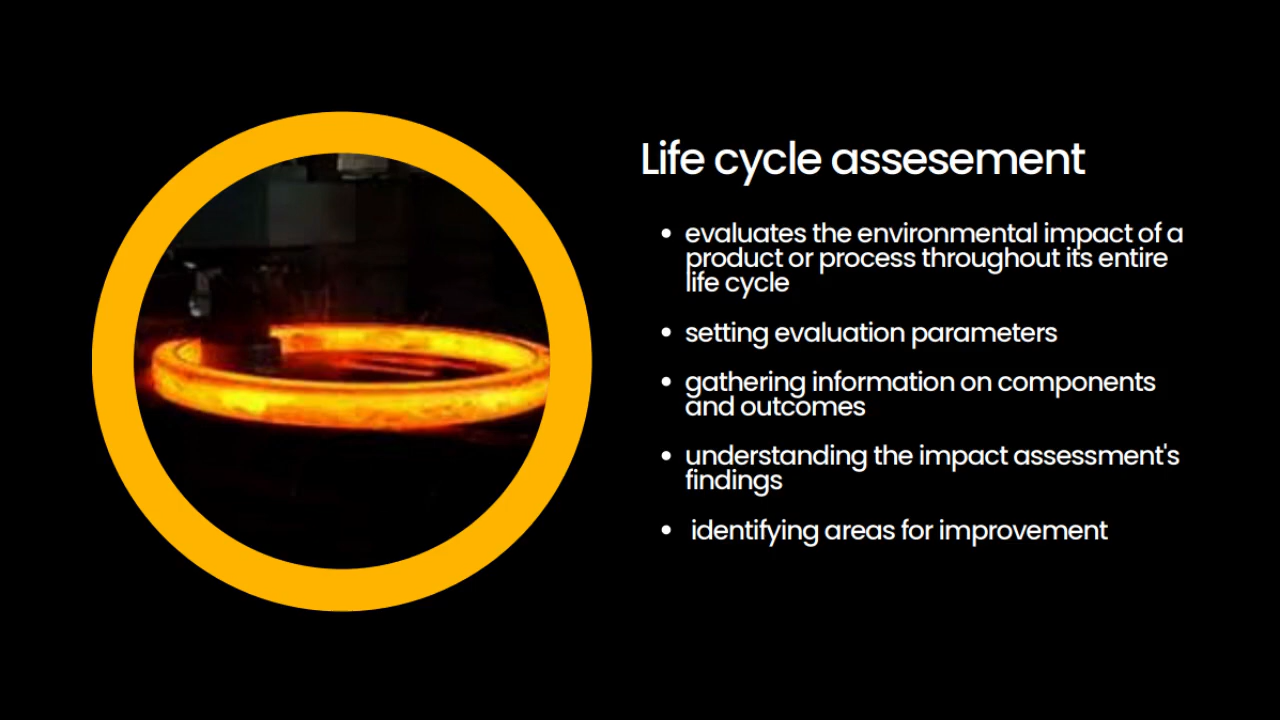 Life cycle assesement
• evaluates the environmental impact of a
product or process throughout its entire
life cycle
• setting evaluation parameters
• gathering information on components
and outcomes
• understanding the impact assessment's
findings
• identifying areas for improvement